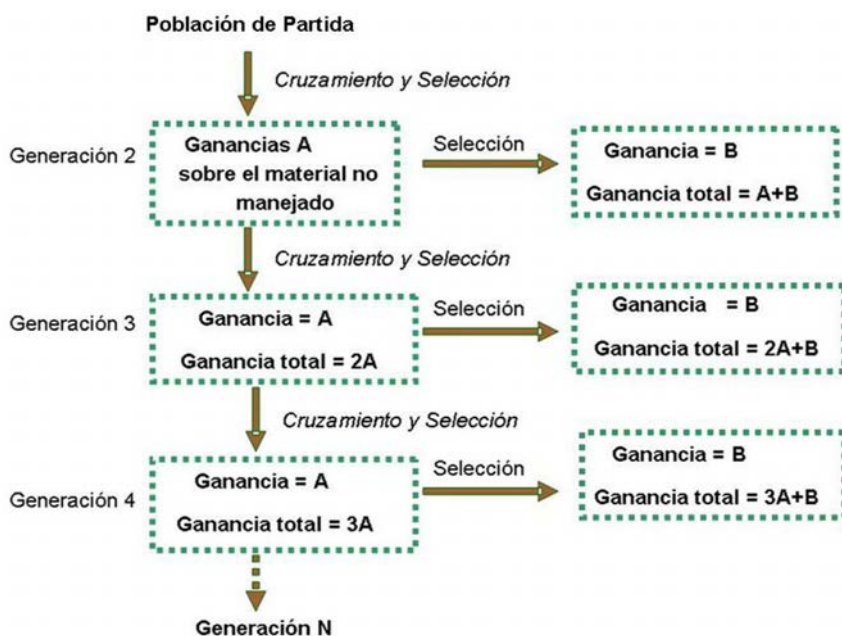 Población de Partida
Cruzamiento y Selección
Generación 2
Ganancias A
sobre el material no
manejado
Selección
Ganancia = B
Ganancia total = A+B
Cruzamiento y Selección
Generación 3
Ganancia = A
Ganancia total = 2A
Selección
Ganancia = B
Ganancia total = 2A+B
Cruzamiento y Selección
Generación 4
Ganancia = A
Ganancia total = 3A
Selección
Ganancia = B
Ganancia total = 3A+B
Generación N